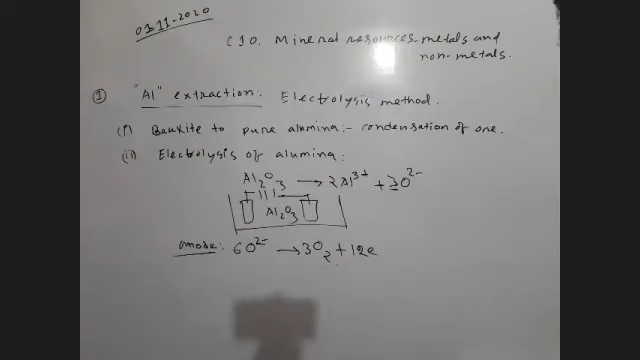 03-11-2020
C10. Mineral resources metals and
non-metals.
① "Al" extraction: Electrolysis method.
(i) Bauxite to pure alumina:- condensation of one.
(ii) Electrolysis of alumina:
Al2O3 → 2Al3+ + 3O2-
Al2O3
anode: 6O2- → 3O2 + 12e